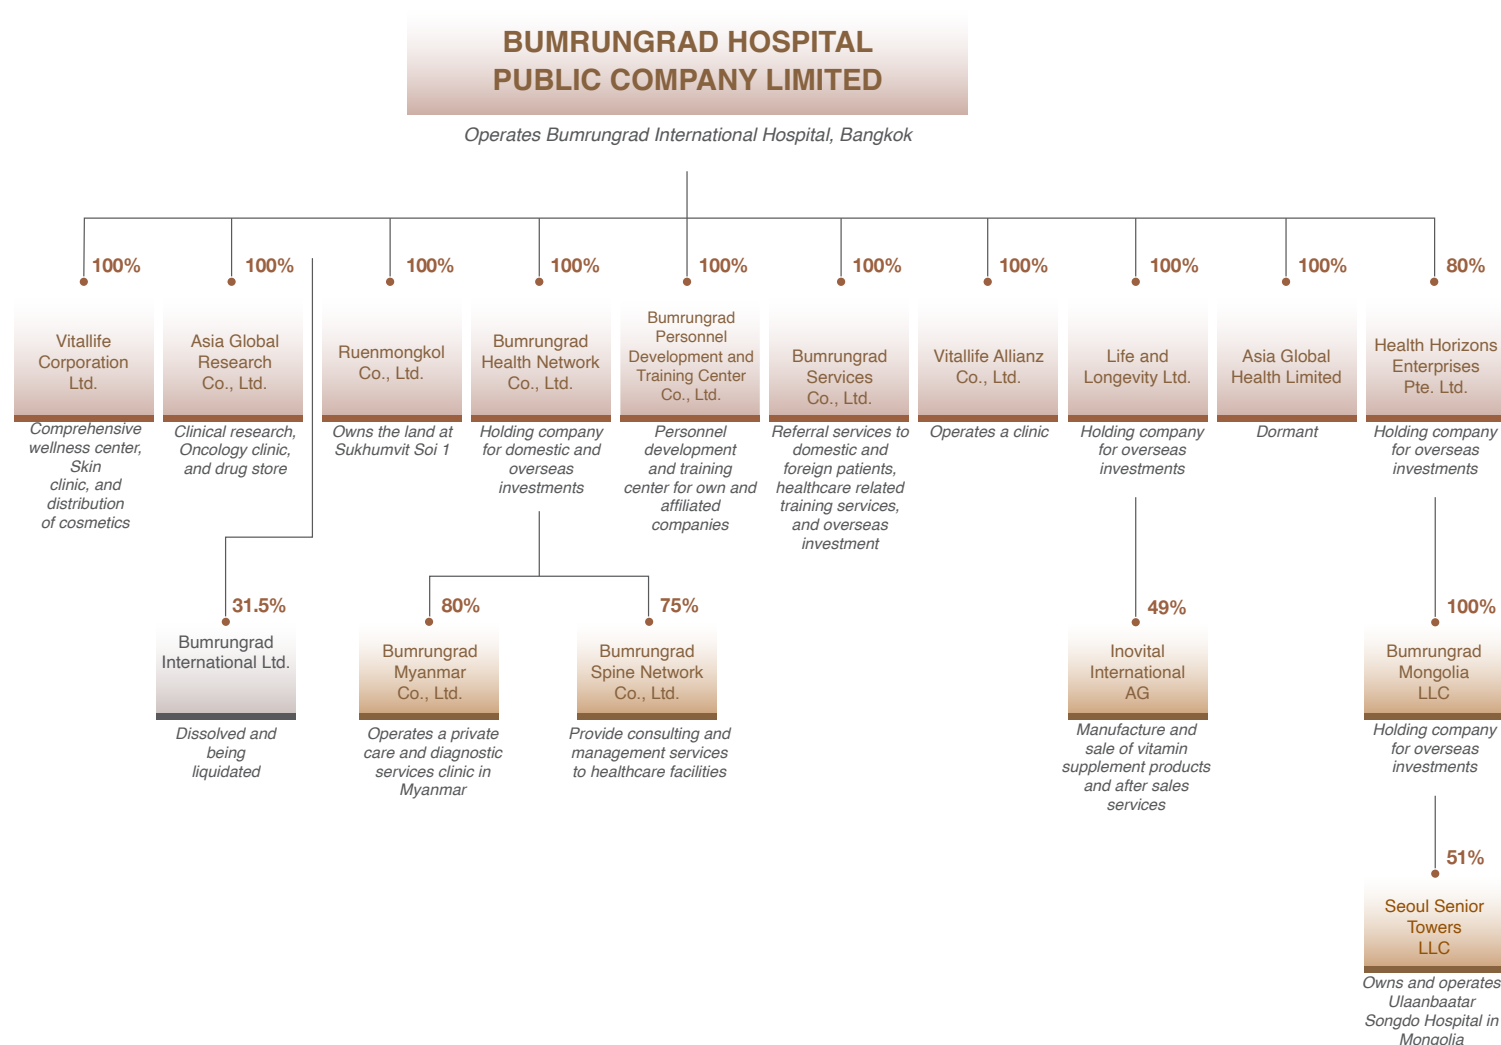 BUMRUNGRAD HOSPITAL
PUBLIC COMPANY LIMITED
Operates Bumrungrad International Hospital, Bangkok
100%
Vitallife
Corporation
Ltd.
Comprehensive
wellness center,
Skin
clinic, and
distribution
of cosmetics
100%
Asia Global
Research
Co., Ltd.
Clinical research,
Oncology clinic,
and drug store
100%
Ruenmongkol
Co., Ltd.
Owns the land at
Sukhumvit Soi 1
100%
Bumrungrad
Health Network
Co., Ltd.
Holding company
for domestic and
overseas
investments
100%
Bumrungrad
Personnel
Development and
Training Center
Co., Ltd.
Personnel
development
and training
center for own and
affiliated
companies
100%
Bumrungrad
Services
Co., Ltd.
Referral services to
domestic and
foreign patients,
healthcare related
training services,
and overseas
investment
100%
Vitallife Allianz
Co., Ltd.
Operates a clinic
100%
Life and
Longevity Ltd.
Holding company
for overseas
investments
100%
Asia Global
Health Limited
Dormant
80%
Health Horizons
Enterprises
Pte. Ltd.
Holding company
for overseas
investments
31.5%
Bumrungrad
International Ltd.
Dissolved and
being
liquidated
80%
Bumrungrad
Myanmar
Co., Ltd.
Operates a private
care and diagnostic
services clinic in
Myanmar
75%
Bumrungrad
Spine Network
Co., Ltd.
Provide consulting and
management services
to healthcare facilities
49%
Inovital
International
AG
Manufacture and
sale of vitamin
supplement products
and after sales
services
100%
Bumrungrad
Mongolia
LLC
Holding company
for overseas
investments
51%
Seoul Senior
Towers
LLC
Owns and operates
Ulaanbaatar
Songdo Hospital in
Mongolia